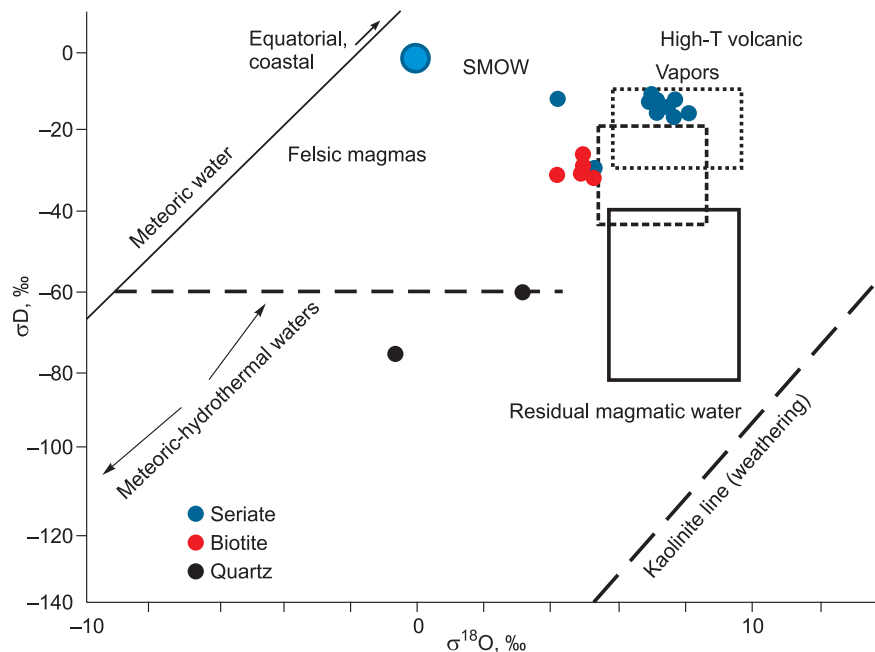 Equatorial,
coastal
SMOW
High-T volcanic
Vapors
Felsic magmas
Meteoric water
Meteoric-hydrothermal waters
Residual magmatic water
Kaolinite line (weathering)
Seriate
Biotite
Quartz
σD, ‰
0
–20
–40
–60
–80
–100
–120
–140
–10
0
10
σ¹⁸O, ‰